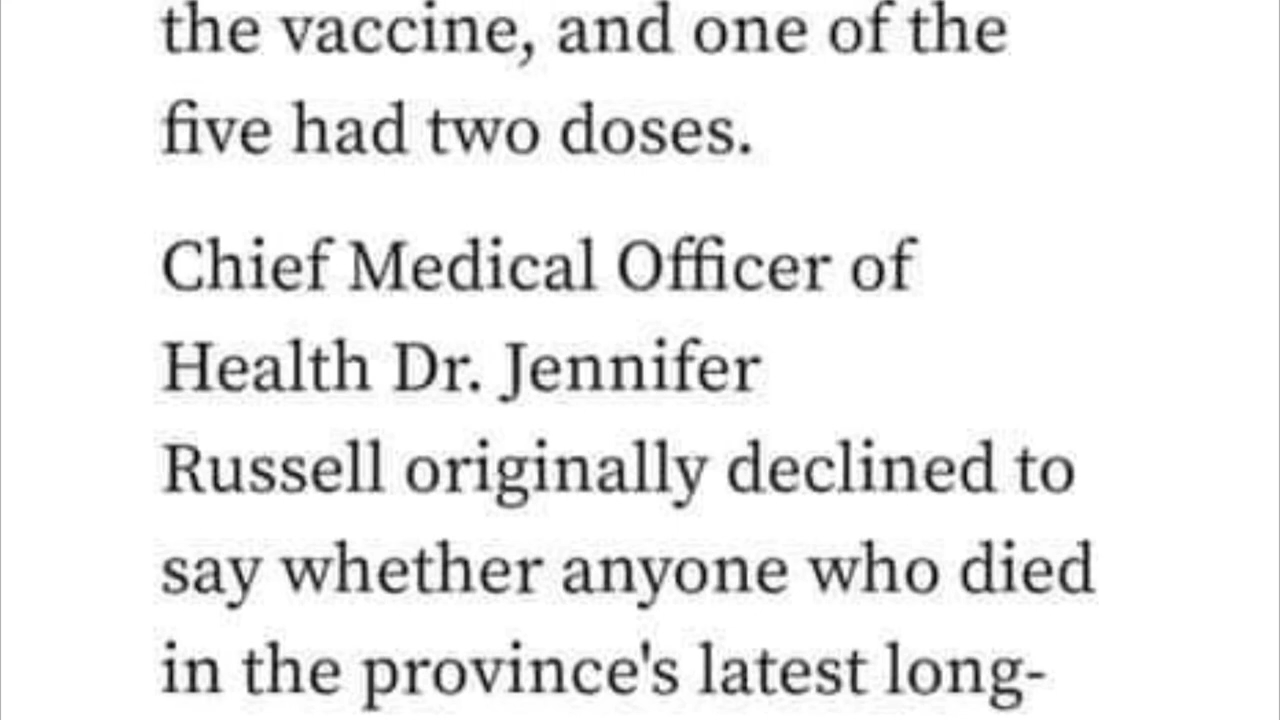 the vaccine, and one of the
five had two doses.
Chief Medical Officer of
Health Dr. Jennifer
Russell originally declined to
say whether anyone who died
in the province's latest long-